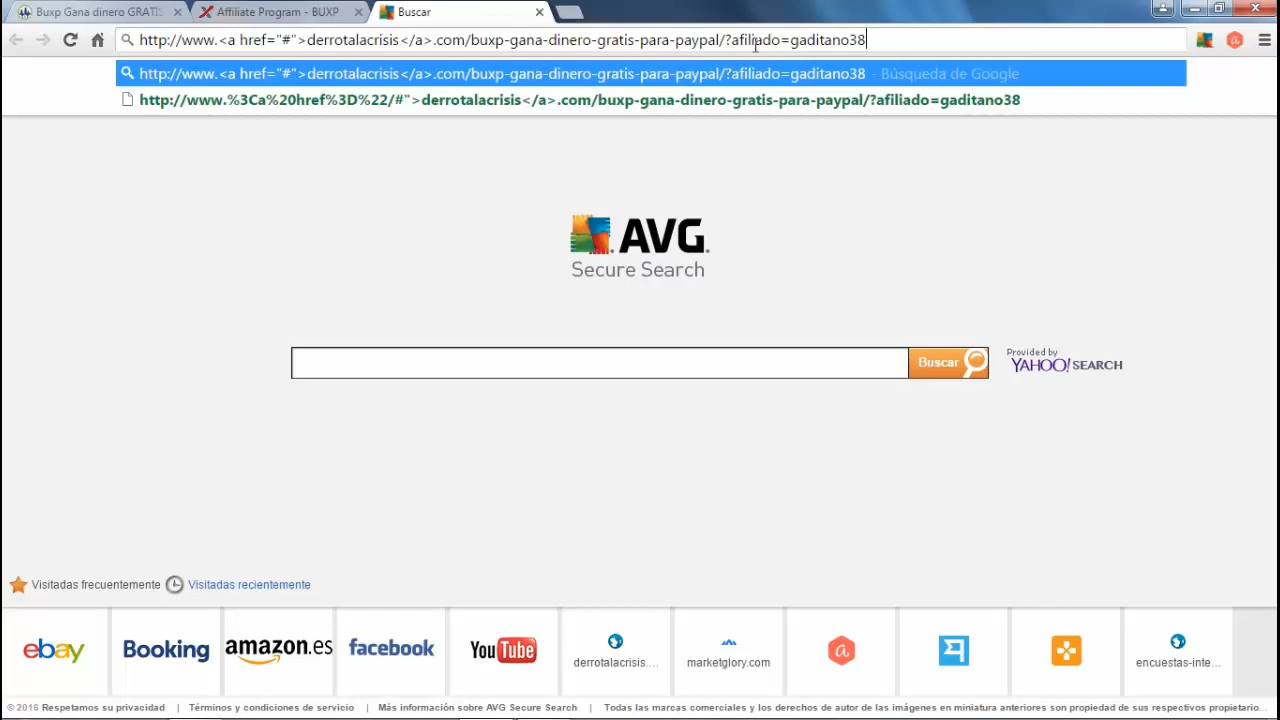 Buxp Gana dinero GRATIS
Affiliate Program - BUXP
Buscar
http://www.<a href="#">derrotalacrisis</a>.com/buxp-gana-dinero-gratis-para-paypal/?afiliado=gaditano38
http://www.<a href="#">derrotalacrisis</a>.com/buxp-gana-dinero-gratis-para-paypal/?afiliado=gaditano38 - Búsqueda de Google
http://www.%3Ca%20href%3D%22/#">derrotalacrisis</a>.com/buxp-gana-dinero-gratis-para-paypal/?afiliado=gaditano38
AVG.
Secure Search
Buscar
Provided by
YAHOO! SEARCH
Visitadas frecuentemente
Visitadas recientemente
ebay
Booking
amazon.es
facebook
YouTube
derrotalacrisis....
marketglory.com
a
encuestas-inte...
©2016 Respetamos su privacidad | Términos y condiciones de servicio | Más información sobre AVG Secure Search | Todas las marcas comerciales y los derechos de autor de las imágenes en miniatura anteriores son propiedad de sus respectivos propietario...